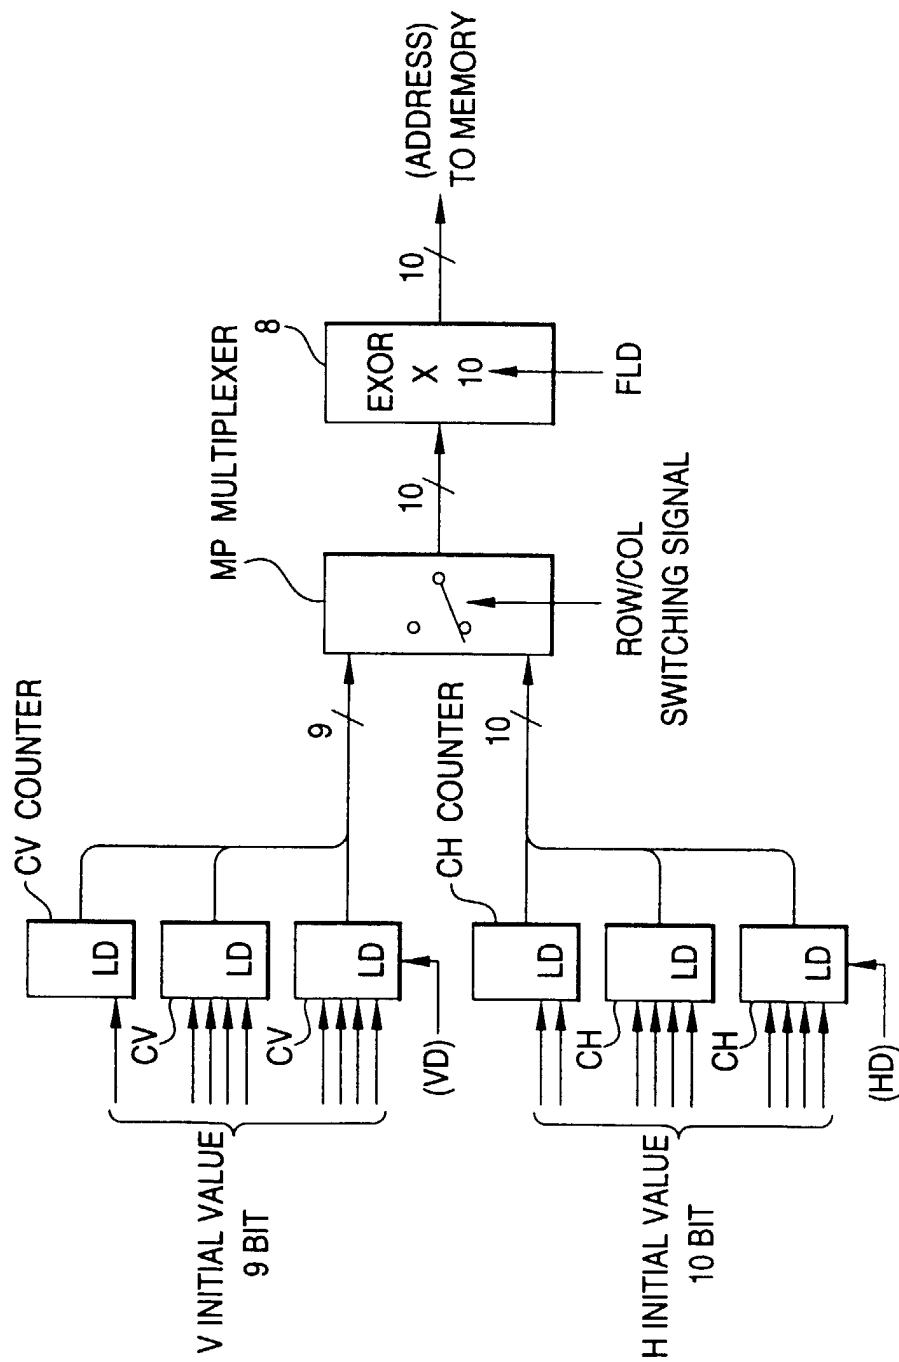 V INITIAL VALUE
9 BIT
CV COUNTER
LD
CV
LD
CV
LD
(VD)
9
H INITIAL VALUE
10 BIT
CH COUNTER
LD
CH
LD
CH
LD
(HD)
10
MP MULTIPLEXER
ROW/COL
SWITCHING SIGNAL
10
8
EXOR
X
10
FLD
10
(ADDRESS)
TO MEMORY